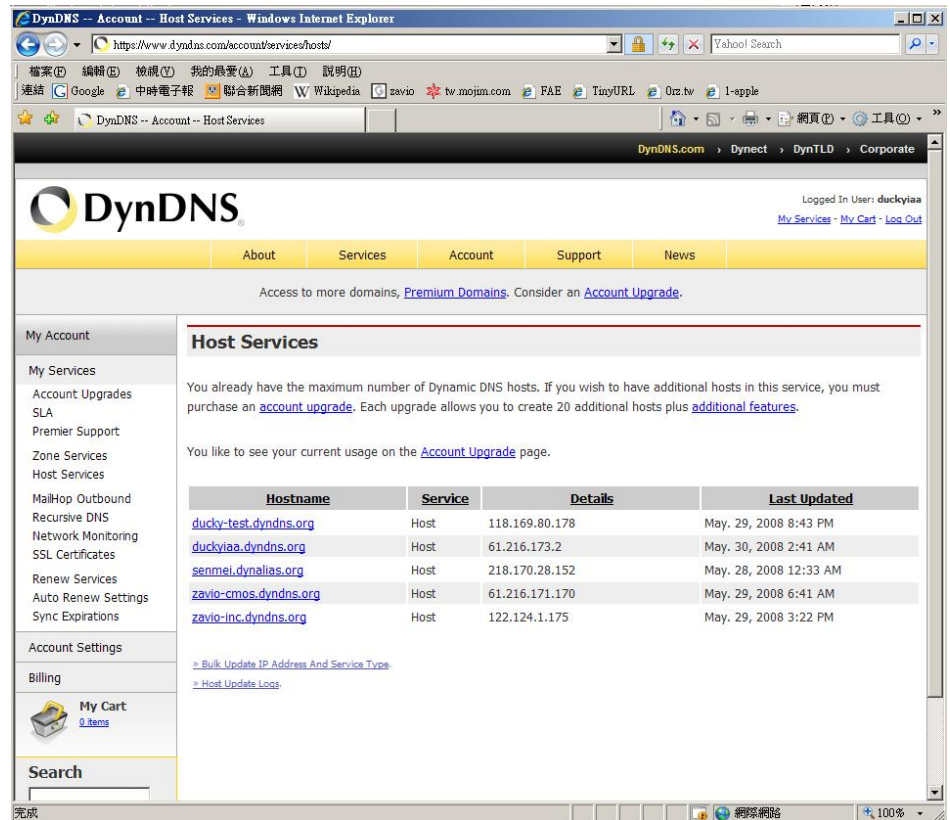 DynDNS -- Account -- Host Services - Windows Internet Explorer
https://www.dyndns.com/account/services/hosts/
Yahoo! Search
檔案(F) 編輯(E) 檢視(V) 我的最愛(A) 工具(T) 說明(H)
連結 Google 中時電子報 聯合新聞網 Wikipedia zavio tw.mojim.com FAE TinyURL 0rz.tw 1-apple
DynDNS -- Account -- Host Services
網頁(P) 工具(O) »
DynDNS.com › Dynect › DynTLD › Corporate
DynDNS®
Logged In User: duckyiaa
My Services - My Cart - Log Out
About Services Account Support News
Access to more domains, Premium Domains. Consider an Account Upgrade.
My Account
My Services
Account Upgrades
SLA
Premier Support
Zone Services
Host Services
MailHop Outbound
Recursive DNS
Network Monitoring
SSL Certificates
Renew Services
Auto Renew Settings
Sync Expirations
Account Settings
Billing
My Cart
0 items
Search
Host Services
You already have the maximum number of Dynamic DNS hosts. If you wish to have additional hosts in this service, you must
purchase an account upgrade. Each upgrade allows you to create 20 additional hosts plus additional features.
You like to see your current usage on the Account Upgrade page.
Hostname Service Details Last Updated
ducky-test.dyndns.org Host 118.169.80.178 May. 29, 2008 8:43 PM
duckyiaa.dyndns.org Host 61.216.173.2 May. 30, 2008 2:41 AM
senmei.dynalias.org Host 218.170.28.152 May. 28, 2008 12:33 AM
zavio-cmos.dyndns.org Host 61.216.171.170 May. 29, 2008 6:41 AM
zavio-inc.dyndns.org Host 122.124.1.175 May. 29, 2008 3:22 PM
» Bulk Update IP Address And Service Type.
» Host Update Logs.
完成
網際網路
100%